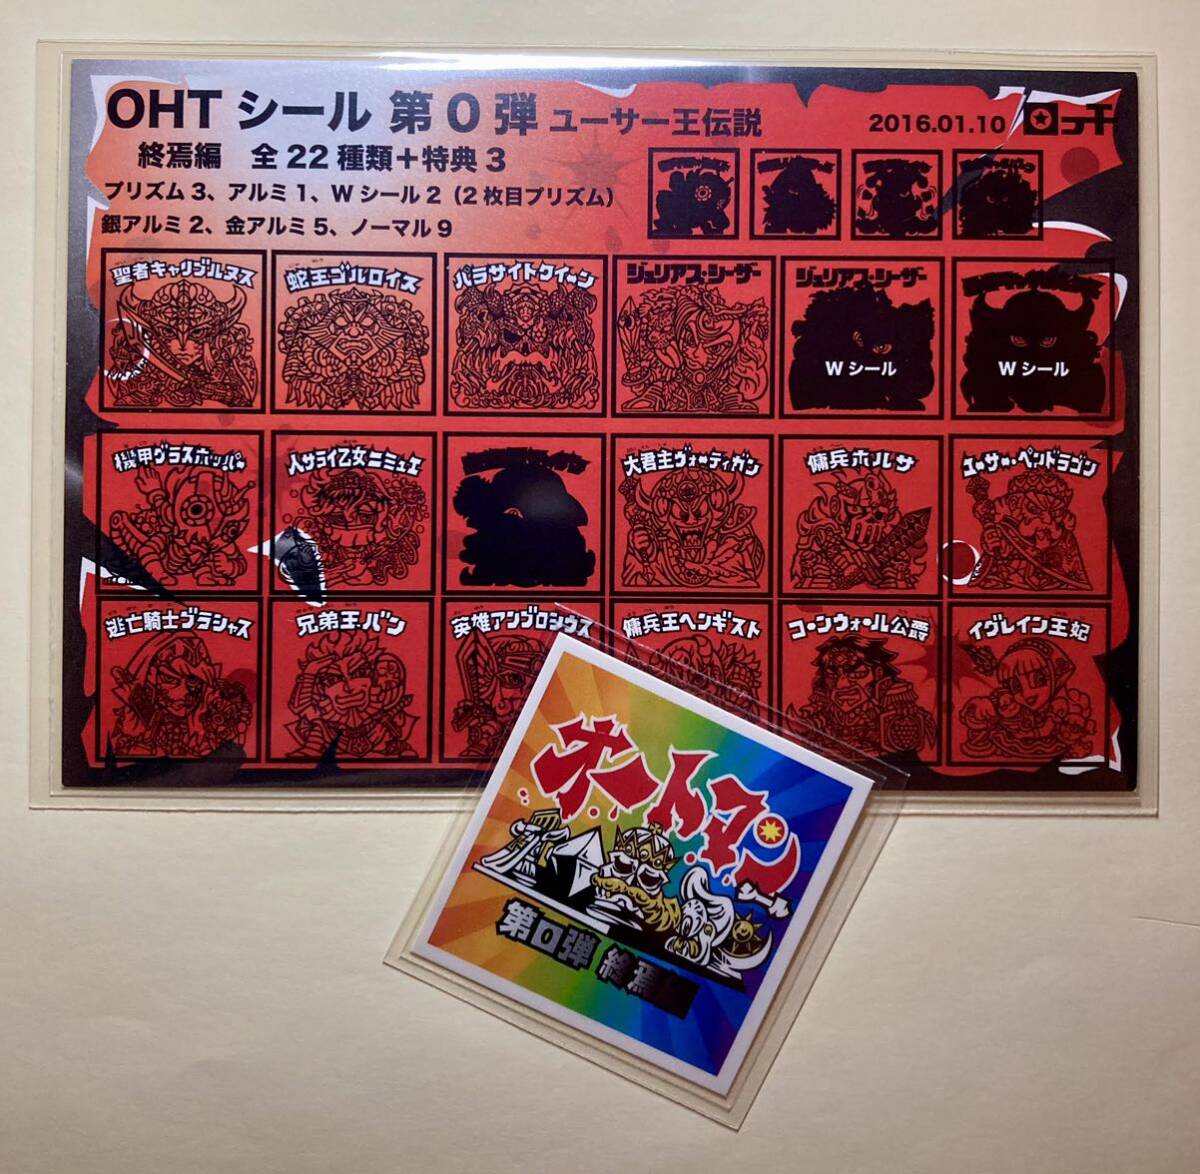 OHT シール 第0弾 ユーサー王伝説
2016.01.10 ロッチ
終焉編 全22種類＋特典3
プリズム3、アルミ1、Wシール2（2枚目プリズム）
銀アルミ2、金アルミ5、ノーマル9
聖者キャリブルヌス
蛇王ゴルロイス
パラサイトクイーン
ジュリアス・シーザー
ジュリアス・シーザー
Wシール
Wシール
機甲グラスホッパー
人サライ乙女ニミュエ
大君主ヴォーティガン
傭兵ホルサ
ユーサー・ペンドラゴン
逃亡騎士ブラシャス
兄弟王バン
英雄アンブロシウス
傭兵王ヘンギスト
コーンウォール公爵
イグレイン王妃
オートマン
シール
第0弾 終焉編